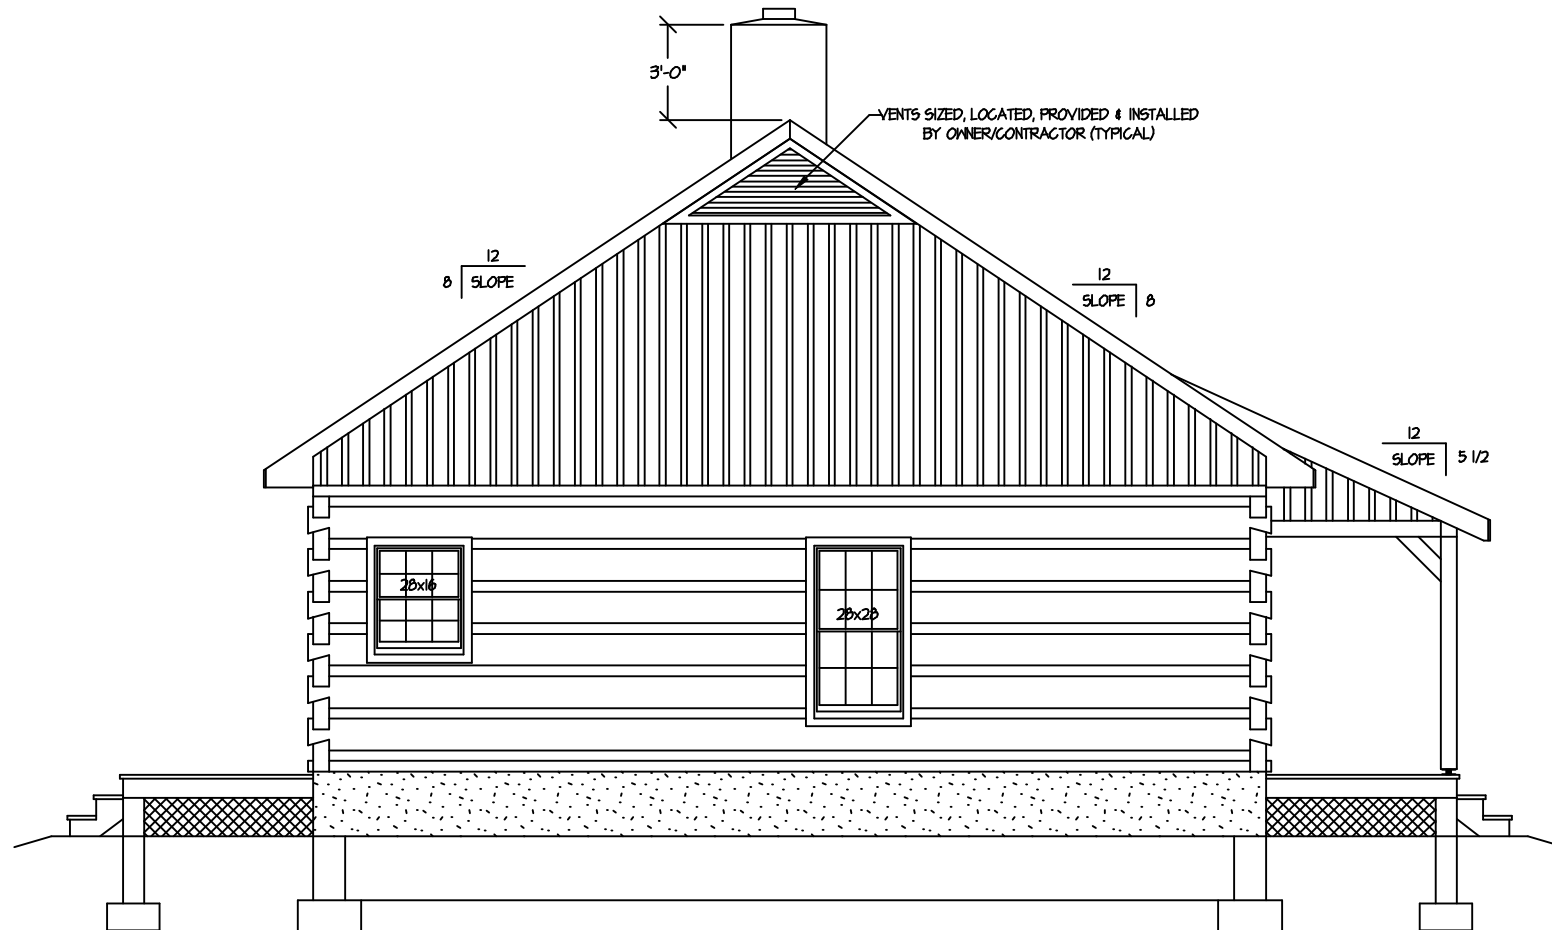 3'-0"
VENTS SIZED, LOCATED, PROVIDED & INSTALLED
BY OWNER/CONTRACTOR (TYPICAL)
12
8 SLOPE
12
SLOPE 8
12
SLOPE 5 1/2
28x16
28x28